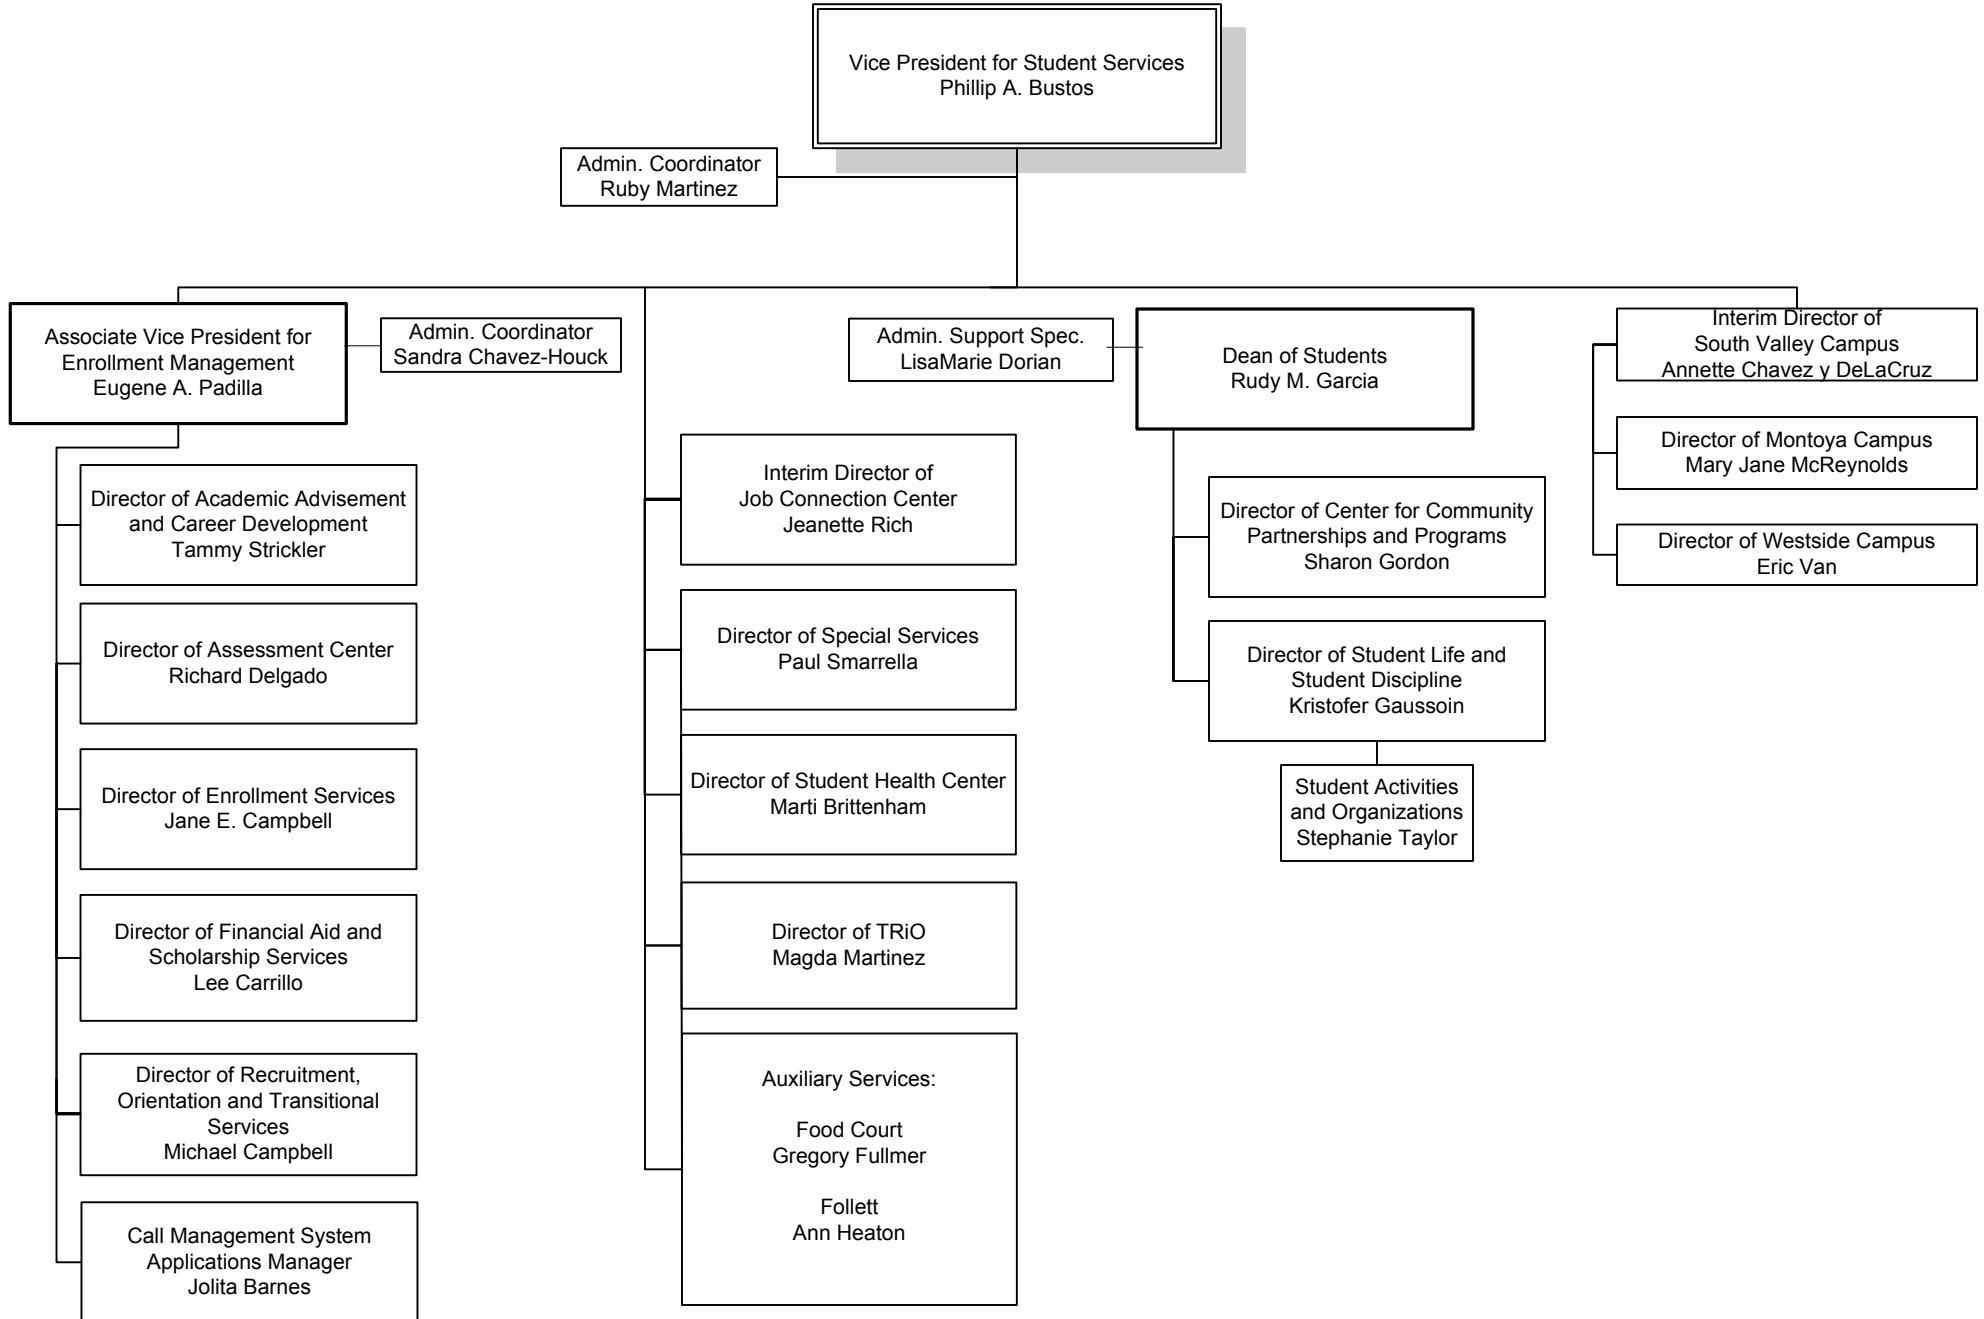 Vice President for Student Services
Phillip A. Bustos
Admin. Coordinator
Ruby Martinez
Associate Vice President for
Enrollment Management
Eugene A. Padilla
Admin. Coordinator
Sandra Chavez-Houck
Director of Academic Advisement
and Career Development
Tammy Strickler
Director of Assessment Center
Richard Delgado
Director of Enrollment Services
Jane E. Campbell
Director of Financial Aid and
Scholarship Services
Lee Carrillo
Director of Recruitment,
Orientation and Transitional
Services
Michael Campbell
Call Management System
Applications Manager
Jolita Barnes
Interim Director of
Job Connection Center
Jeanette Rich
Director of Special Services
Paul Smarrella
Director of Student Health Center
Marti Brittenham
Director of TRiO
Magda Martinez
Auxiliary Services:
Food Court
Gregory Fullmer
Follett
Ann Heaton
Admin. Support Spec.
LisaMarie Dorian
Dean of Students
Rudy M. Garcia
Director of Center for Community
Partnerships and Programs
Sharon Gordon
Director of Student Life and
Student Discipline
Kristofer Gaussoin
Student Activities
and Organizations
Stephanie Taylor
Interim Director of
South Valley Campus
Annette Chavez y DeLaCruz
Director of Montoya Campus
Mary Jane McReynolds
Director of Westside Campus
Eric Van